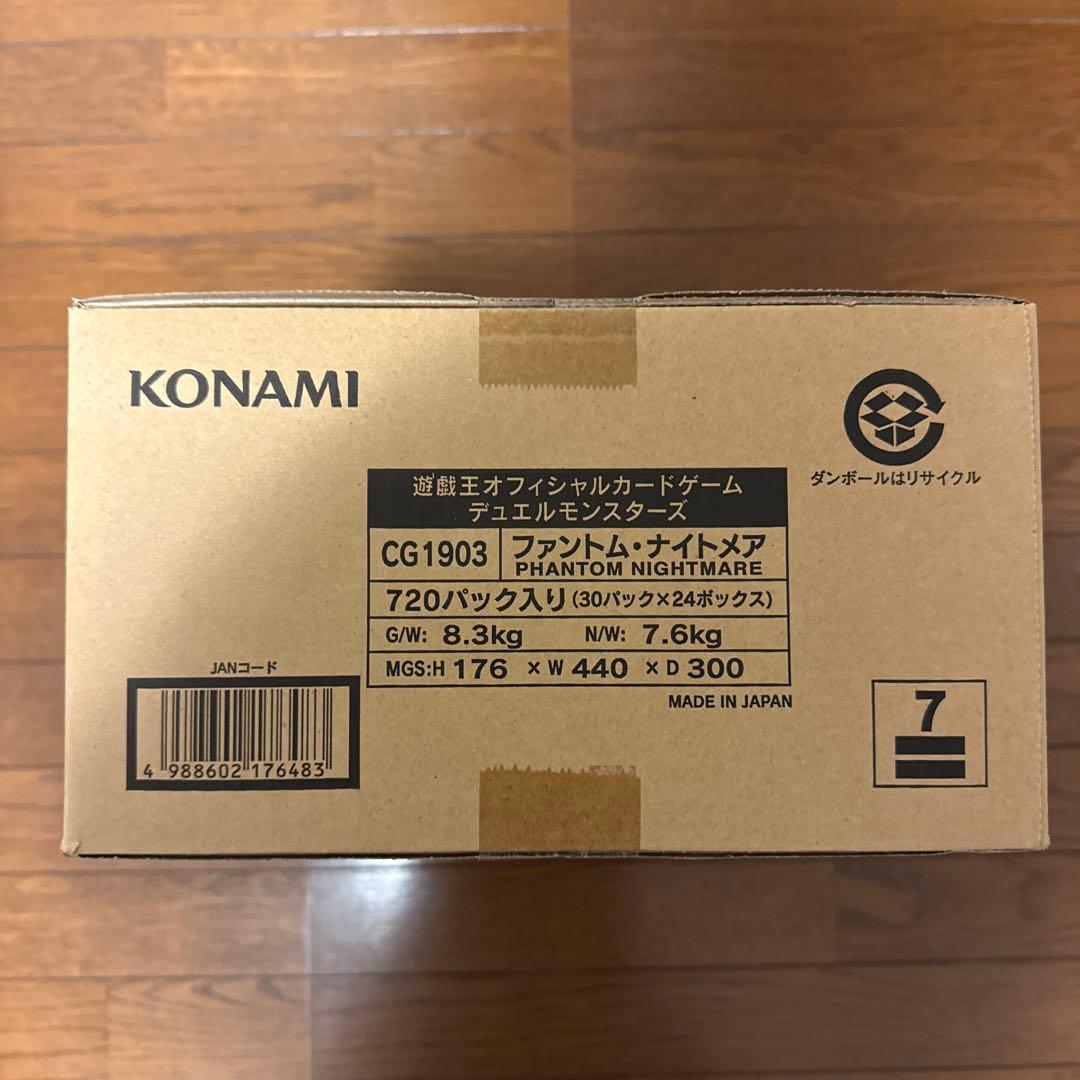 KONAMI
ダンボールはリサイクル
遊戯王オフィシャルカードゲーム
デュエルモンスターズ
CG1903
ファントム・ナイトメア
PHANTOM NIGHTMARE
720パック入り(30パック×24ボックス)
G/W: 8.3kg N/W: 7.6kg
MGS:H 176 × W 440 × D 300
MADE IN JAPAN
JANコード
4 988602 176483
7